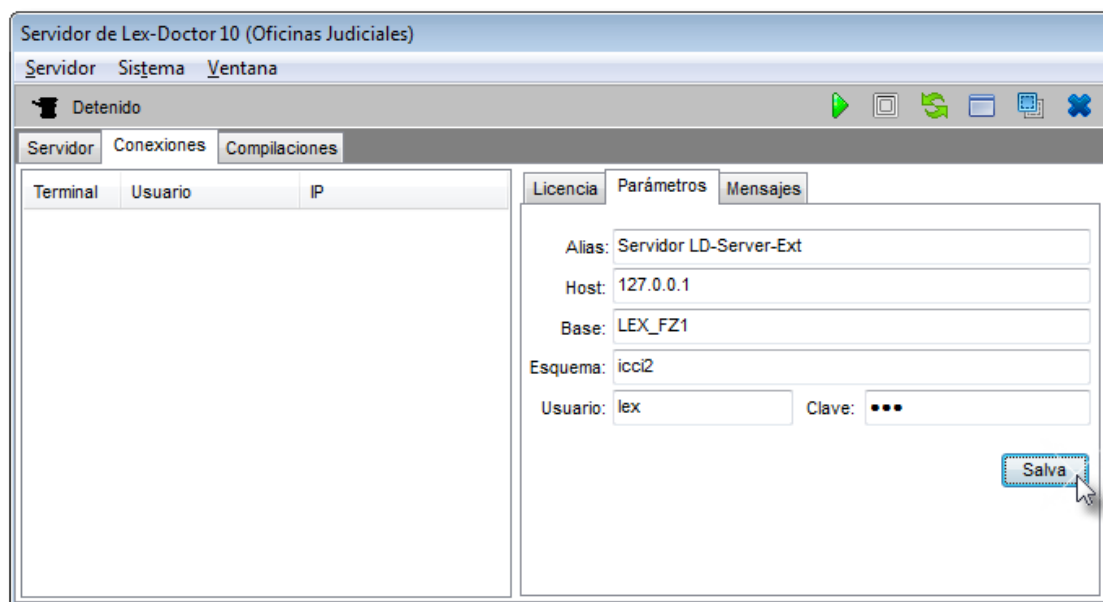 Servidor de Lex-Doctor 10 (Oficinas Judiciales)
Servidor Sistema Ventana
Detenido
Servidor Conexiones Compilaciones
Terminal Usuario IP
Licencia Parámetros Mensajes
Alias: Servidor LD-Server-Ext
Host: 127.0.0.1
Base: LEX_FZ1
Esquema: icci2
Usuario: lex Clave: •••
Salva